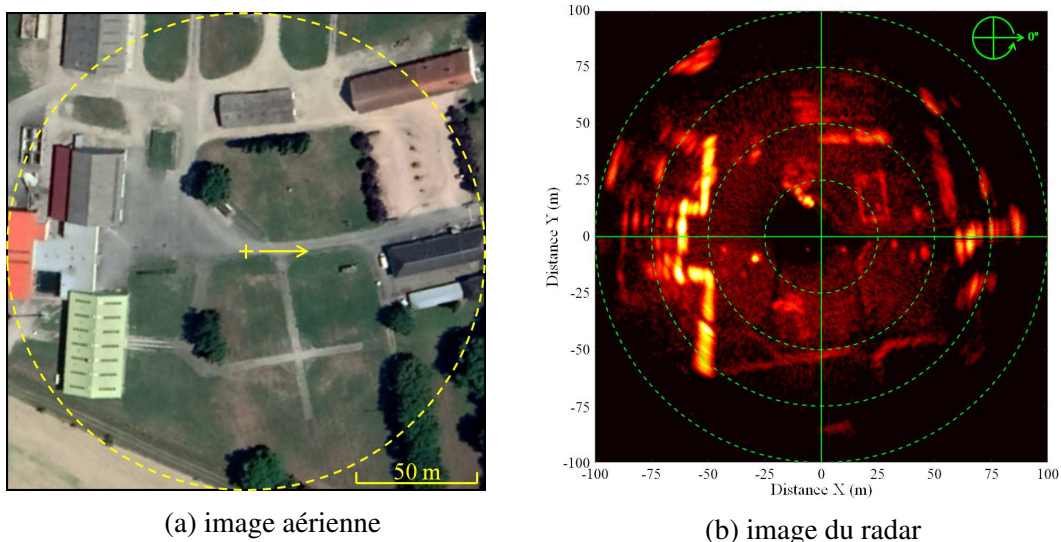 50 m
(a) image aérienne
0°
100
75
50
25
0
-25
-50
-75
-100
Distance Y (m)
-100 -75 -50 -25 0 25 50 75 100
Distance X (m)
(b) image du radar